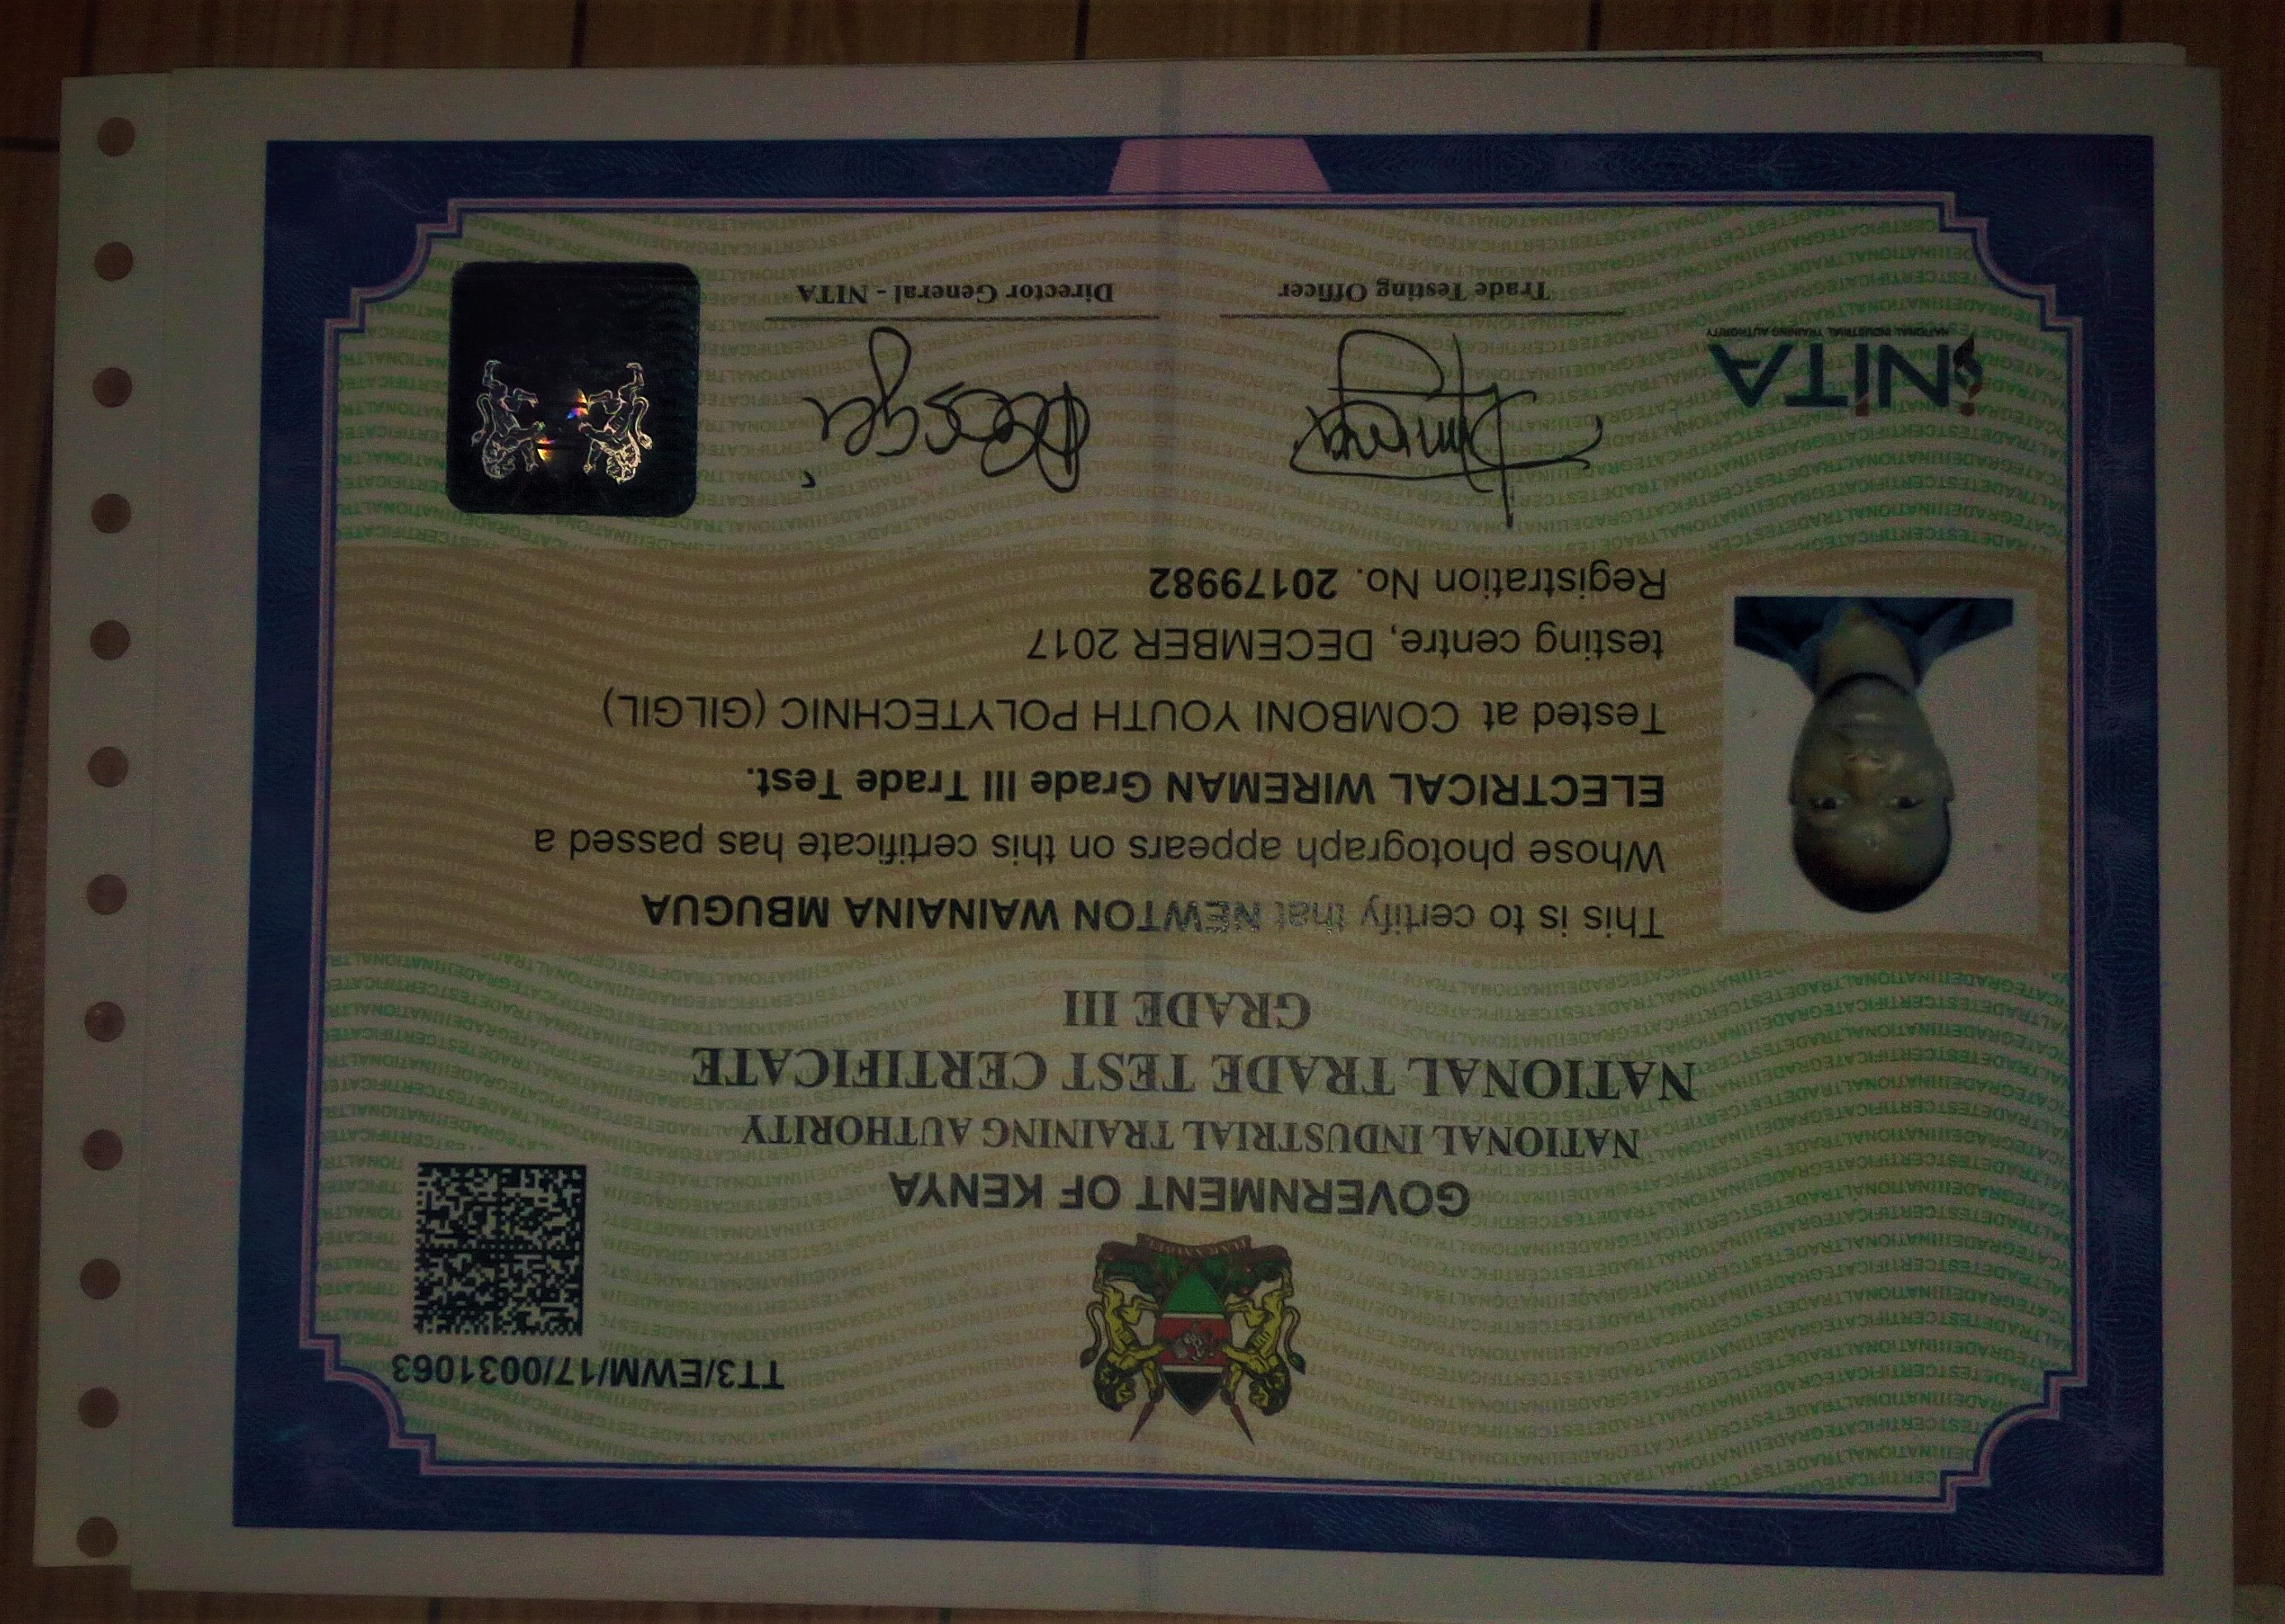 TT3/EWM/17/0031063
HARAMBEE
GOVERNMENT OF KENYA
NATIONAL INDUSTRIAL TRAINING AUTHORITY
NATIONAL TRADE TEST CERTIFICATE
GRADE III
This is to certify that NEWTON WAINAINA MBUGUA
Whose photograph appears on this certificate has passed a
ELECTRICAL WIREMAN Grade III Trade Test.
Tested at COMBONI YOUTH POLYTECHNIC (GILGIL)
testing centre, DECEMBER 2017
Registration No. 20179982
NITA
NATIONAL INDUSTRIAL TRAINING AUTHORITY
Trade Testing Officer
Director General - NITA